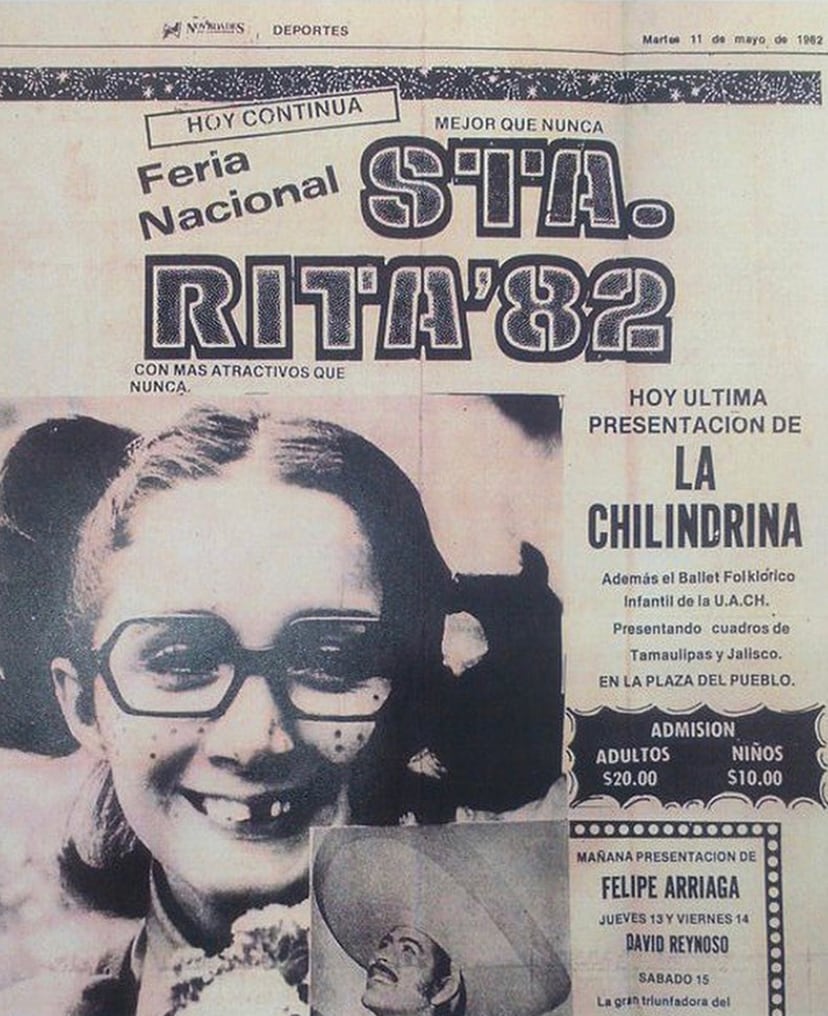 NOVEDADES
DEPORTES
Martes 11 de mayo de 1982
HOY CONTINUA
MEJOR QUE NUNCA
Feria
Nacional
STA.
RITA'82
CON MAS ATRACTIVOS QUE
NUNCA.
HOY ULTIMA
PRESENTACION DE
LA
CHILINDRINA
Además el Ballet Folklórico
Infantil de la U.A.CH.
Presentando cuadros de
Tamaulipas y Jalisco.
EN LA PLAZA DEL PUEBLO.
ADMISION
ADULTOS NIÑOS
$20.00 $10.00
MAÑANA PRESENTACION DE
FELIPE ARRIAGA
JUEVES 13 Y VIERNES 14
DAVID REYNOSO
SABADO 15
La gran triunfadora del